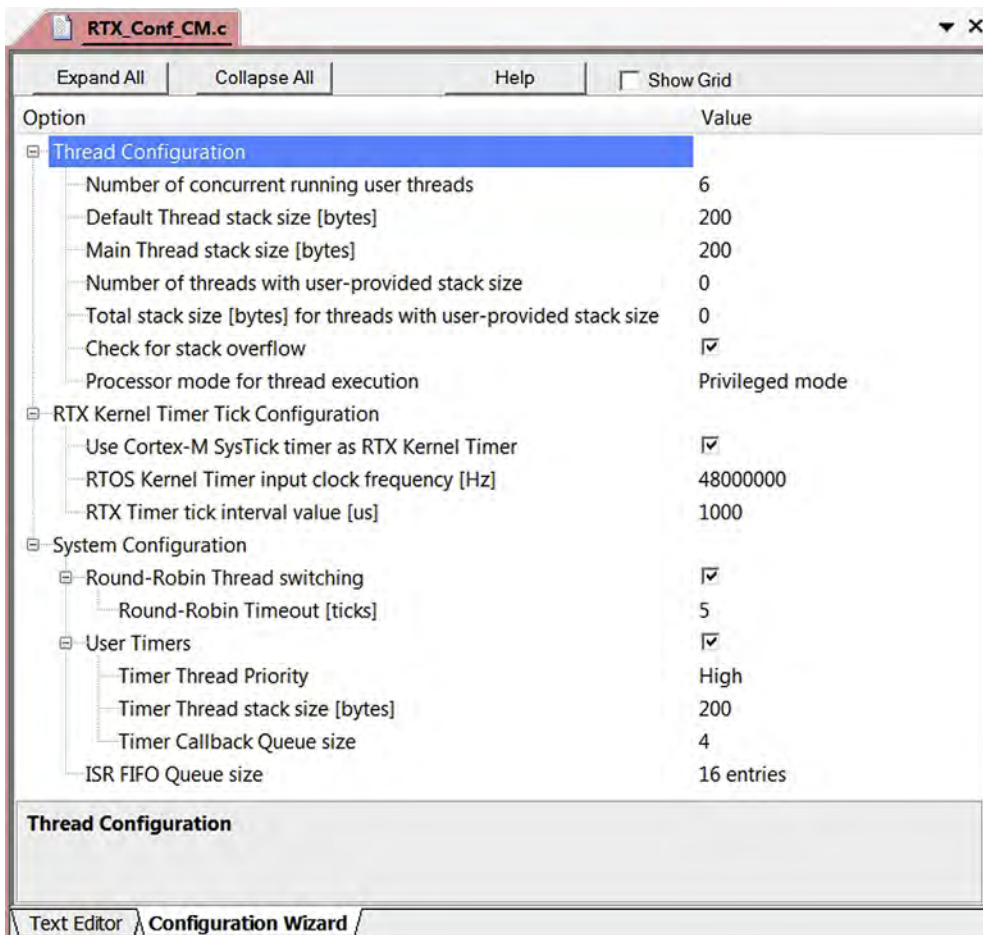 RTX_Conf_CM.c
Expand All Collapse All Help Show Grid
Option Value
Thread Configuration
Number of concurrent running user threads 6
Default Thread stack size [bytes] 200
Main Thread stack size [bytes] 200
Number of threads with user-provided stack size 0
Total stack size [bytes] for threads with user-provided stack size 0
Check for stack overflow
Processor mode for thread execution Privileged mode
RTX Kernel Timer Tick Configuration
Use Cortex-M SysTick timer as RTX Kernel Timer
RTOS Kernel Timer input clock frequency [Hz] 48000000
RTX Timer tick interval value [us] 1000
System Configuration
Round-Robin Thread switching
Round-Robin Timeout [ticks] 5
User Timers
Timer Thread Priority High
Timer Thread stack size [bytes] 200
Timer Callback Queue size 4
ISR FIFO Queue size 16 entries
Thread Configuration
Text Editor Configuration Wizard